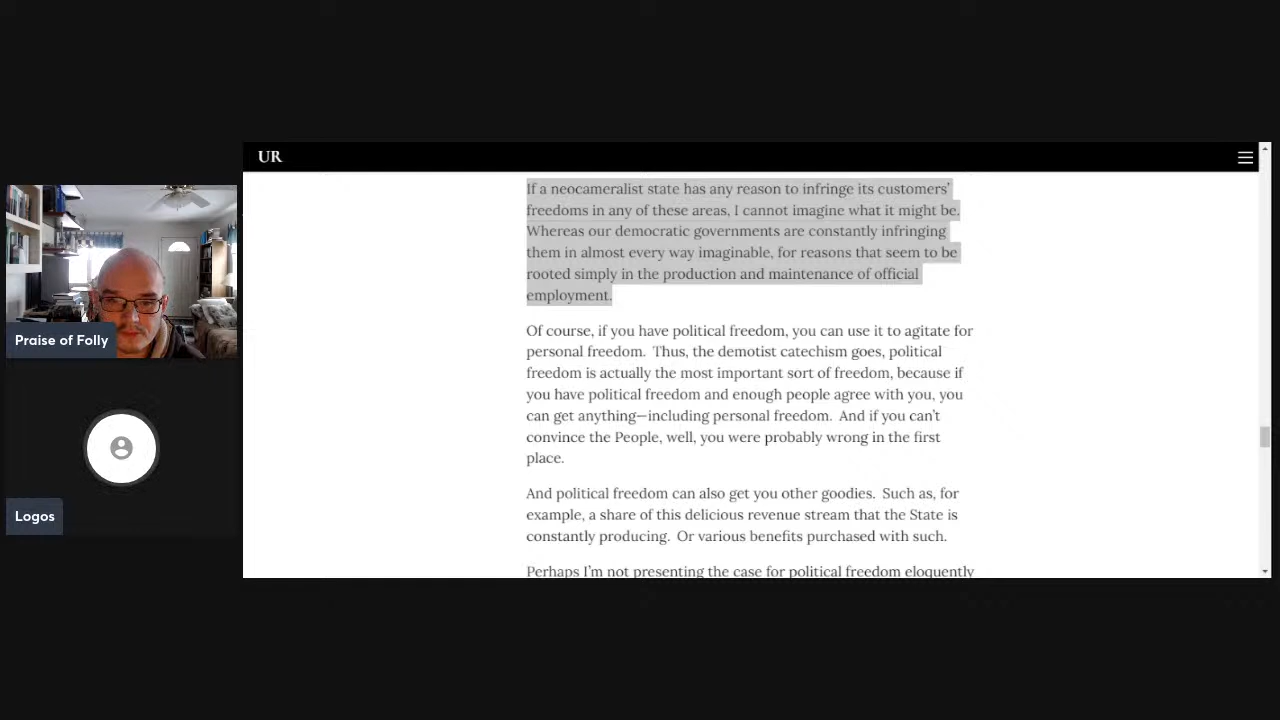 UR
If a neocameralist state has any reason to infringe its customers’
freedoms in any of these areas, I cannot imagine what it might be.
Whereas our democratic governments are constantly infringing
them in almost every way imaginable, for reasons that seem to be
rooted simply in the production and maintenance of official
employment.
Of course, if you have political freedom, you can use it to agitate for
personal freedom. Thus, the demotist catechism goes, political
freedom is actually the most important sort of freedom, because if
you have political freedom and enough people agree with you, you
can get anything—including personal freedom. And if you can’t
convince the People, well, you were probably wrong in the first
place.
And political freedom can also get you other goodies. Such as, for
example, a share of this delicious revenue stream that the State is
constantly producing. Or various benefits purchased with such.
Perhaps I’m not presenting the case for political freedom eloquently
Praise of Folly
Logos